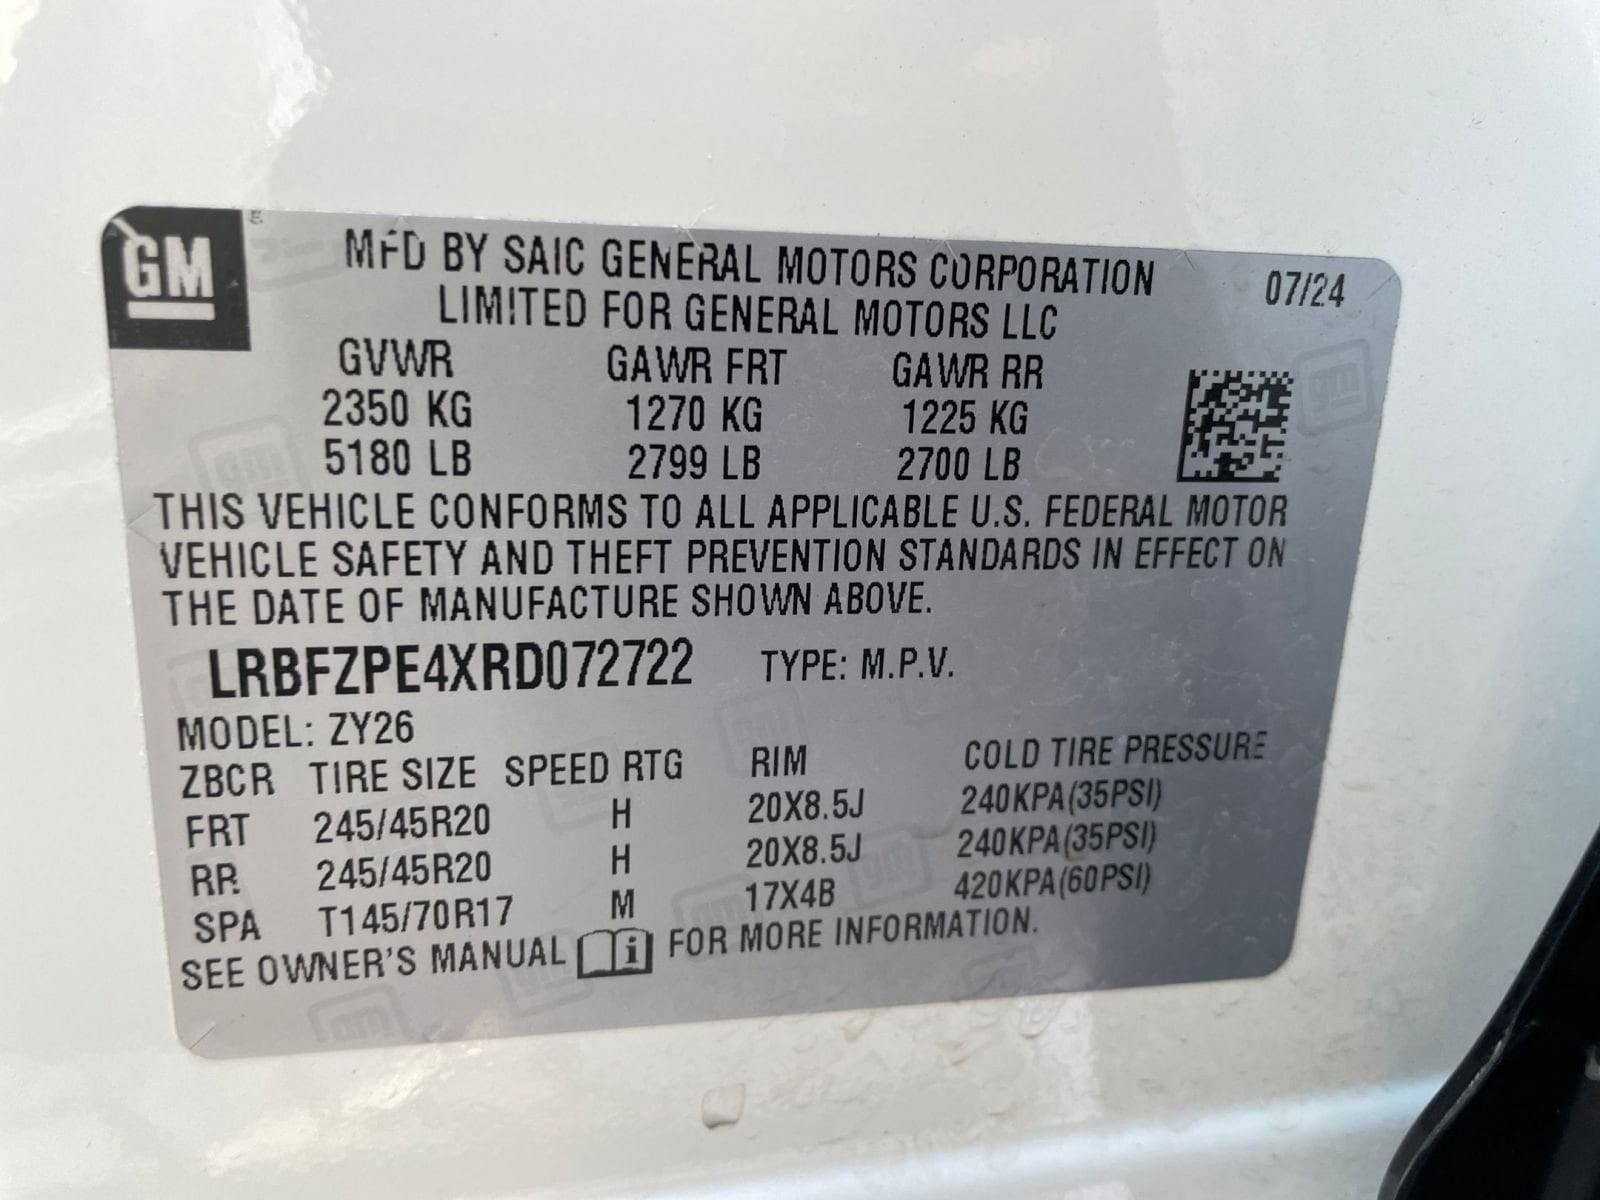 GM
MFD BY SAIC GENERAL MOTORS CORPORATION 07/24
LIMITED FOR GENERAL MOTORS LLC
GVWR GAWR FRT GAWR RR
2350 KG 1270 KG 1225 KG
5180 LB 2799 LB 2700 LB
THIS VEHICLE CONFORMS TO ALL APPLICABLE U.S. FEDERAL MOTOR
VEHICLE SAFETY AND THEFT PREVENTION STANDARDS IN EFFECT ON
THE DATE OF MANUFACTURE SHOWN ABOVE.
LRBFZPE4XRD072722 TYPE: M.P.V.
MODEL: ZY26
ZBCR TIRE SIZE SPEED RTG RIM COLD TIRE PRESSURE
FRT 245/45R20 H 20X8.5J 240KPA(35PSI)
RR 245/45R20 H 20X8.5J 240KPA(35PSI)
SPA T145/70R17 M 17X4B 420KPA(60PSI)
SEE OWNER'S MANUAL i FOR MORE INFORMATION.